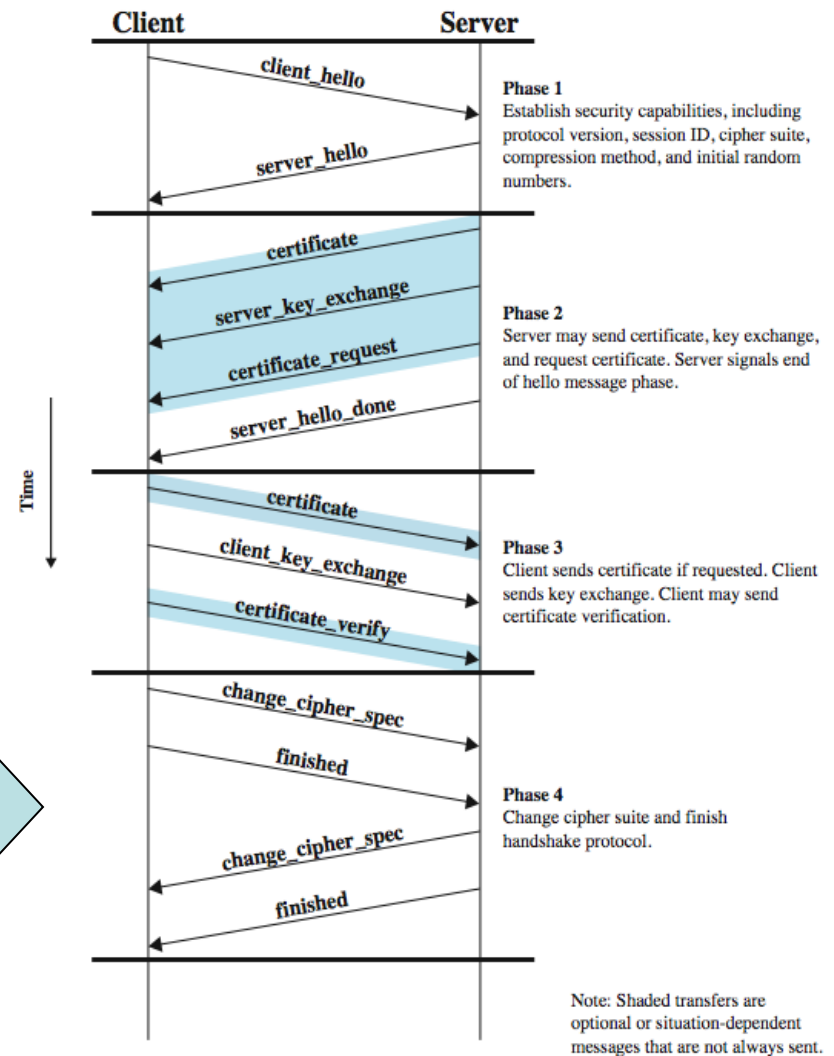 Client Server
client_hello
Phase 1
Establish security capabilities, including
protocol version, session ID, cipher suite,
compression method, and initial random
numbers.
server_hello
certificate
server_key_exchange
certificate_request
Phase 2
Server may send certificate, key exchange,
and request certificate. Server signals end
of hello message phase.
server_hello_done
Time
certificate
client_key_exchange
certificate_verify
Phase 3
Client sends certificate if requested. Client
sends key exchange. Client may send
certificate verification.
change_cipher_spec
finished
change_cipher_spec
finished
Phase 4
Change cipher suite and finish
handshake protocol.
Note: Shaded transfers are
optional or situation-dependent
messages that are not always sent.